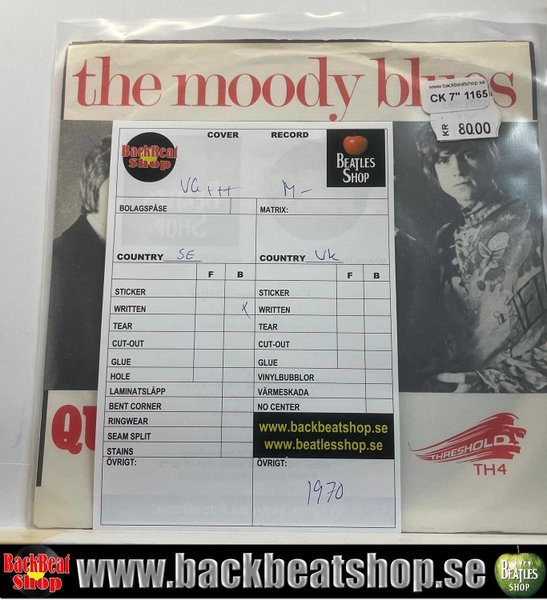 the moody blues
www.backbeatshop.se
CK 7" 1165
KR 80.00
BackBeat
Shop
COVER RECORD
BEATLES
SHOP
VG+++ M-
BOLAGSPÅSE MATRIX:
COUNTRY SE COUNTRY UK
F B F B
STICKER STICKER
WRITTEN X WRITTEN
TEAR TEAR
CUT-OUT CUT-OUT
GLUE GLUE
HOLE VINYLBUBBLOR
LAMINATSLÄPP VÄRMESKADA
BENT CORNER NO CENTER
RINGWEAR
SEAM SPLIT
STAINS
www.backbeatshop.se
www.beatlesshop.se
ÖVRIGT: ÖVRIGT:
1970
QU
THRESHOLD
TH4
BackBeat
Shop
www.backbeatshop.se
BEATLES
SHOP